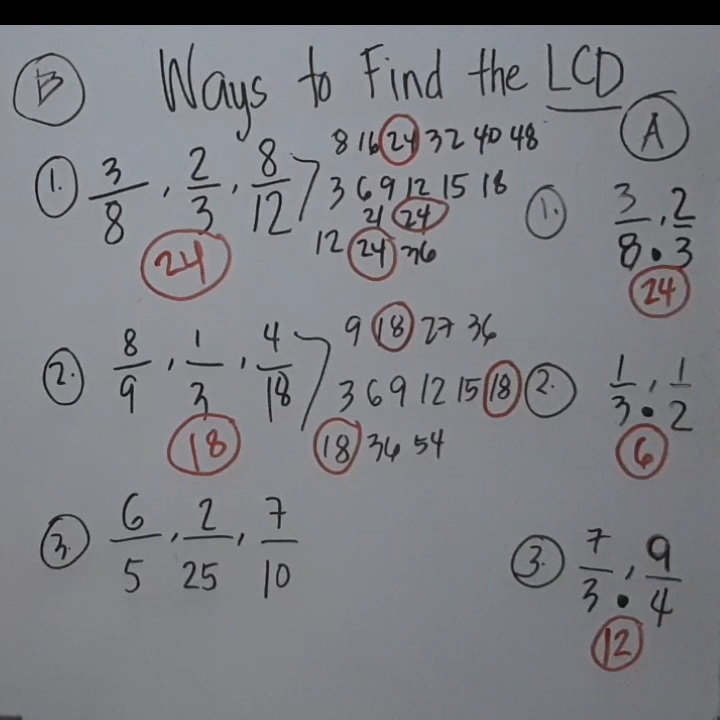 B Ways to Find the LCD
A
1. 3/8, 2/3, 8/12
8 16 24 32 40 48
3 6 9 12 15 18
21 24
12 24 36
24
1. 3/8 . 2/3
24
2. 8/9, 1/3, 4/18
9 18 27 36
3 6 9 12 15 18
18 36 54
18
2. 1/3 . 1/2
6
3. 6/5, 2/25, 7/10
3. 7/3 . 9/4
12